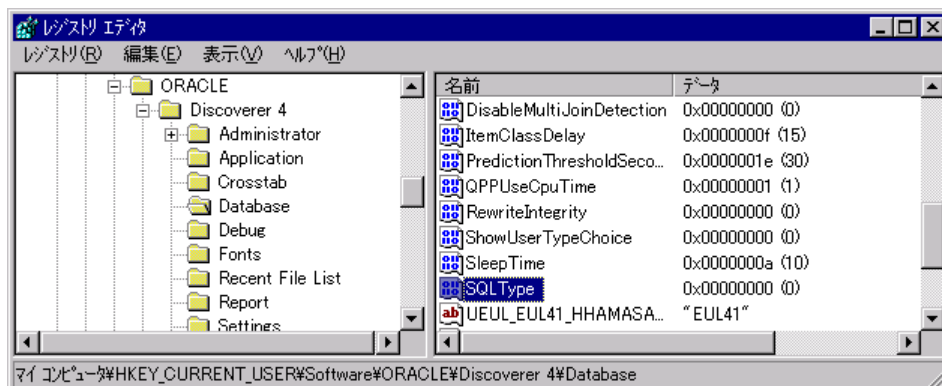 レジストリ エディタ
レジストリ(R) 編集(E) 表示(V) ヘルプ(H)
ORACLE
Discoverer 4
Administrator
Application
Crosstab
Database
Debug
Fonts
Recent File List
Report
Settings
名前 データ
DisableMultiJoinDetection 0x00000000 (0)
ItemClassDelay 0x0000000f (15)
PredictionThresholdSeco... 0x0000001e (30)
QPPUseCpuTime 0x00000001 (1)
RewriteIntegrity 0x00000000 (0)
ShowUserTypeChoice 0x00000000 (0)
SleepTime 0x0000000a (10)
SQLType 0x00000000 (0)
UEUL_EUL41_HHAMASA... "EUL41"
マイ コンピュータ¥HKEY_CURRENT_USER¥Software¥ORACLE¥Discoverer 4¥Database